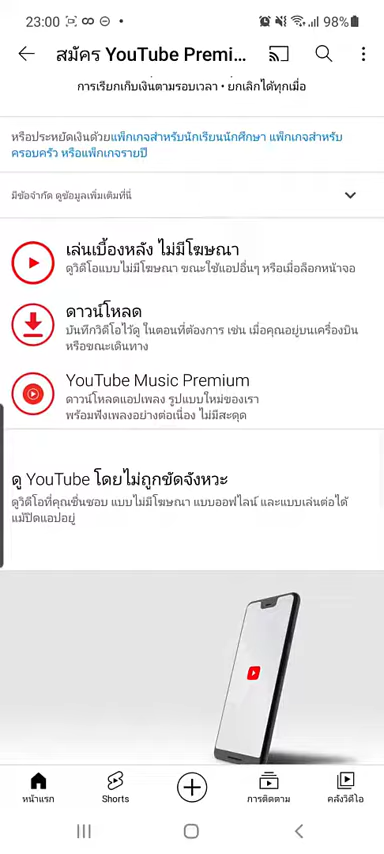 23:00
98%
สมัคร YouTube Premi...
การเรียกเก็บเงินตามรอบเวลา • ยกเลิกได้ทุกเมื่อ
หรือประหยัดเงินด้วยแพ็กเกจสำหรับนักเรียนนักศึกษา แพ็กเกจสำหรับ
ครอบครัว หรือแพ็กเกจรายปี
มีข้อจำกัด ดูข้อมูลเพิ่มเติมที่นี่
เล่นเบื้องหลัง ไม่มีโฆษณา
ดูวิดีโอแบบไม่มีโฆษณา ขณะใช้แอปอื่นๆ หรือเมื่อล็อกหน้าจอ
ดาวน์โหลด
บันทึกวิดีโอไว้ดู ในตอนที่ต้องการ เช่น เมื่อคุณอยู่บนเครื่องบิน
หรือขณะเดินทาง
YouTube Music Premium
ดาวน์โหลดแอปเพลง รูปแบบใหม่ของเรา
พร้อมฟังเพลงอย่างต่อเนื่อง ไม่มีสะดุด
ดู YouTube โดยไม่ถูกขัดจังหวะ
ดูวิดีโอที่คุณชื่นชอบ แบบไม่มีโฆษณา แบบออฟไลน์ และแบบเล่นต่อได้
แม้ปิดแอปอยู่
หน้าแรก
Shorts
การติดตาม
คลังวิดีโอ